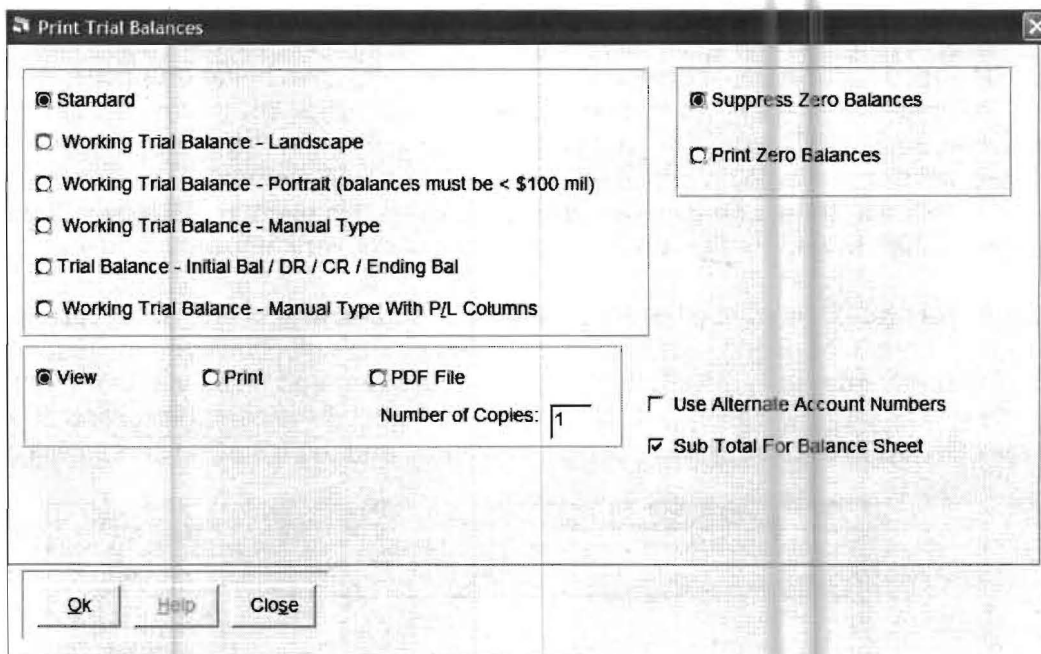 Print Trial Balances
Standard
Working Trial Balance - Landscape
Working Trial Balance - Portrait (balances must be < $100 mil)
Working Trial Balance - Manual Type
Trial Balance - Initial Bal / DR / CR / Ending Bal
Working Trial Balance - Manual Type With P/L Columns
Suppress Zero Balances
Print Zero Balances
View Print PDF File
Number of Copies: 1
Use Alternate Account Numbers
Sub Total For Balance Sheet
Ok Help Close